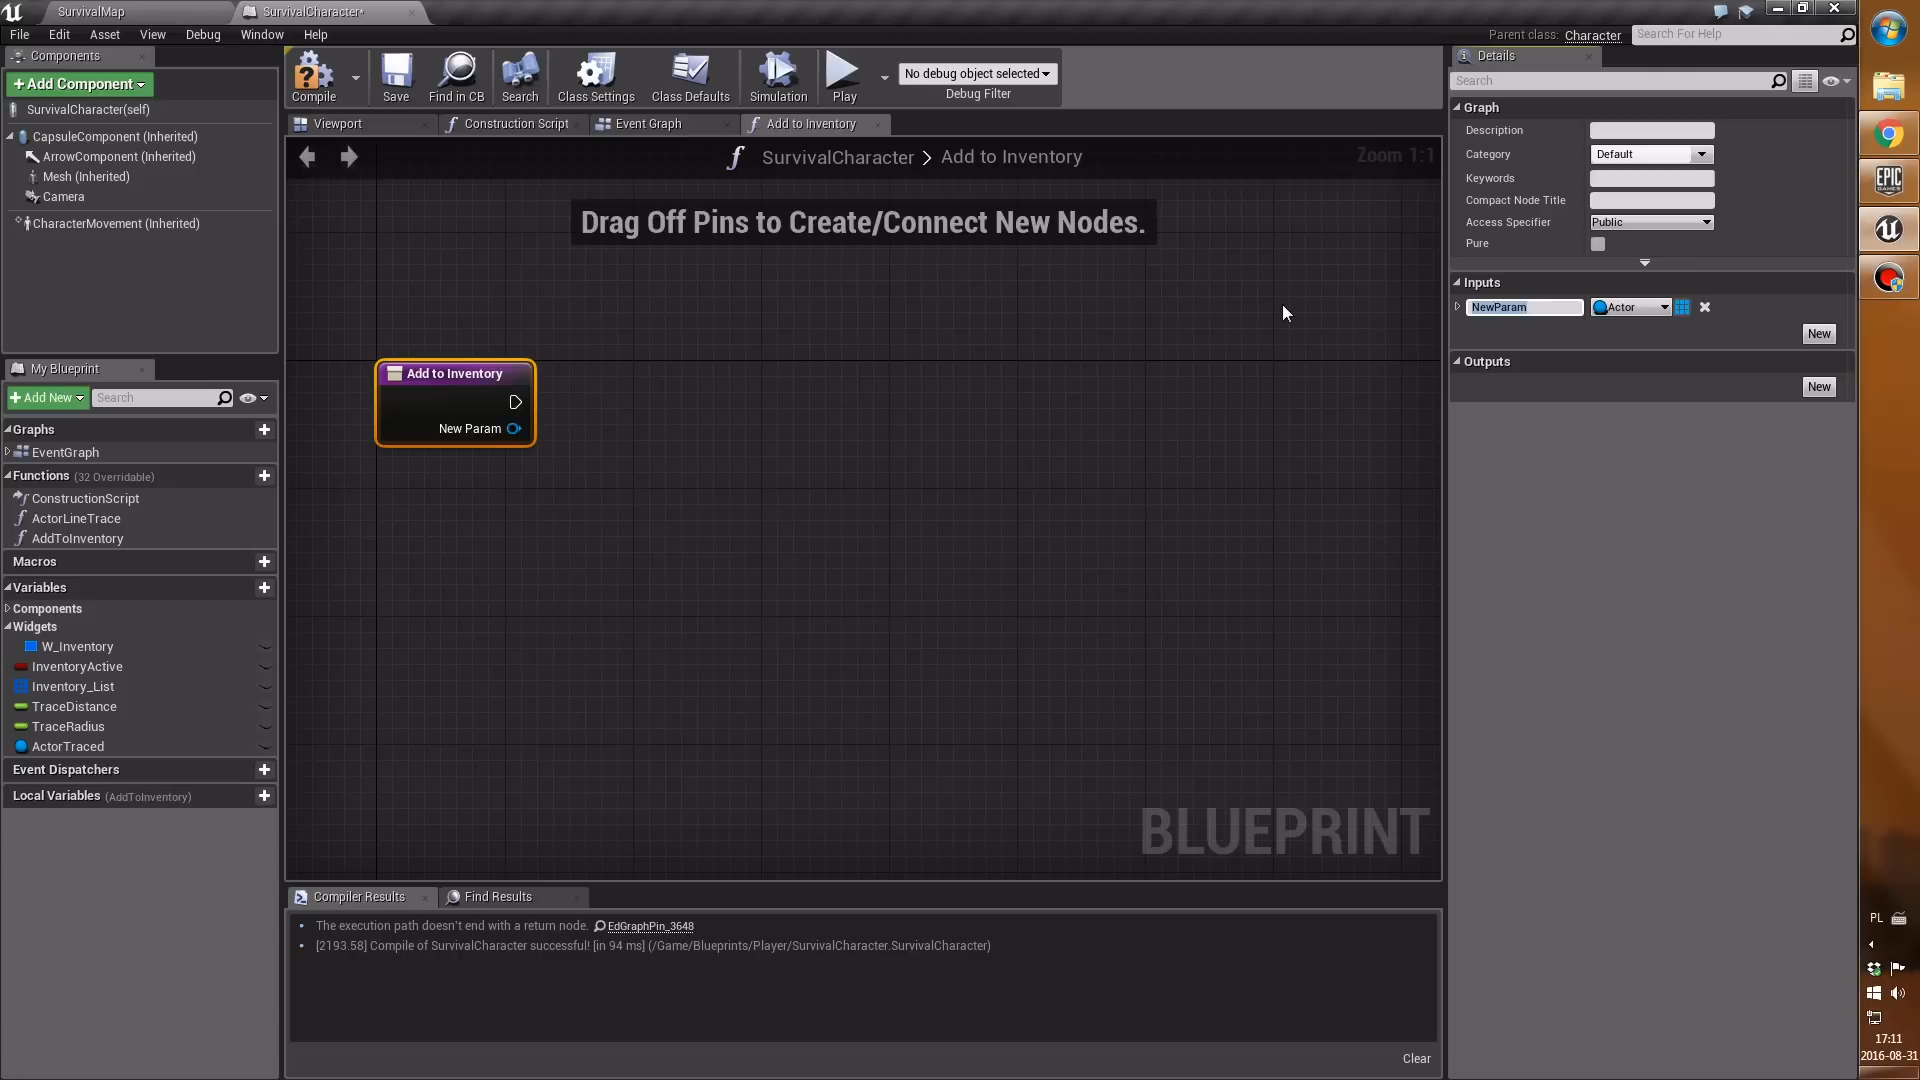 SurvivalMap
SurvivalCharacter*
File Edit Asset View Debug Window Help
Parent class: Character
Search For Help
Components
+Add Component
SurvivalCharacter(self)
CapsuleComponent (Inherited)
ArrowComponent (Inherited)
Mesh (Inherited)
Camera
CharacterMovement (Inherited)
My Blueprint
+Add New
Search
Graphs
EventGraph
Functions (32 Overridable)
ConstructionScript
ActorLineTrace
AddToInventory
Macros
Variables
Components
Widgets
W_Inventory
InventoryActive
Inventory_List
TraceDistance
TraceRadius
ActorTraced
Event Dispatchers
Local Variables (AddToInventory)
Compile
Save
Find in CB
Search
Class Settings
Class Defaults
Simulation
Play
No debug object selected
Debug Filter
Viewport
Construction Script
Event Graph
Add to Inventory
SurvivalCharacter > Add to Inventory
Zoom 1:1
Drag Off Pins to Create/Connect New Nodes.
Add to Inventory
New Param
BLUEPRINT
Compiler Results
Find Results
The execution path doesn't end with a return node. EdGraphPin_3648
[2193.58] Compile of SurvivalCharacter successful! [in 94 ms] (/Game/Blueprints/Player/SurvivalCharacter.SurvivalCharacter)
Clear
Details
Search
Graph
Description
Category Default
Keywords
Compact Node Title
Access Specifier Public
Pure
Inputs
NewParam Actor
New
Outputs
New
EPIC
GAMES
PL
17:11
2016-08-31